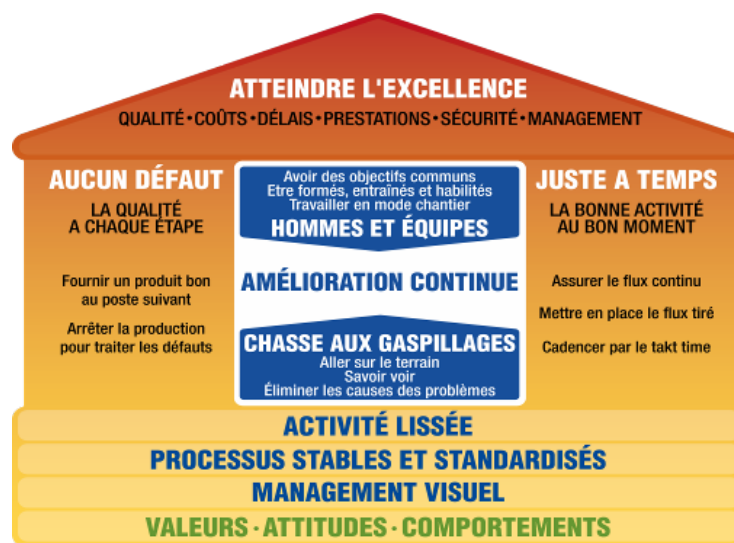 ATTEINDRE L'EXCELLENCE
QUALITÉ•COÛTS•DÉLAIS•PRESTATIONS•SÉCURITÉ•MANAGEMENT
AUCUN DÉFAUT
LA QUALITÉ
A CHAQUE ÉTAPE
Fournir un produit bon
au poste suivant
Arrêter la production
pour traiter les défauts
Avoir des objectifs communs
Etre formés, entraînés et habilités
Travailler en mode chantier
HOMMES ET ÉQUIPES
AMÉLIORATION CONTINUE
CHASSE AUX GASPILLAGES
Aller sur le terrain
Savoir voir
Éliminer les causes des problèmes
JUSTE A TEMPS
LA BONNE ACTIVITÉ
AU BON MOMENT
Assurer le flux continu
Mettre en place le flux tiré
Cadencer par le takt time
ACTIVITÉ LISSÉE
PROCESSUS STABLES ET STANDARDISÉS
MANAGEMENT VISUEL
VALEURS · ATTITUDES · COMPORTEMENTS